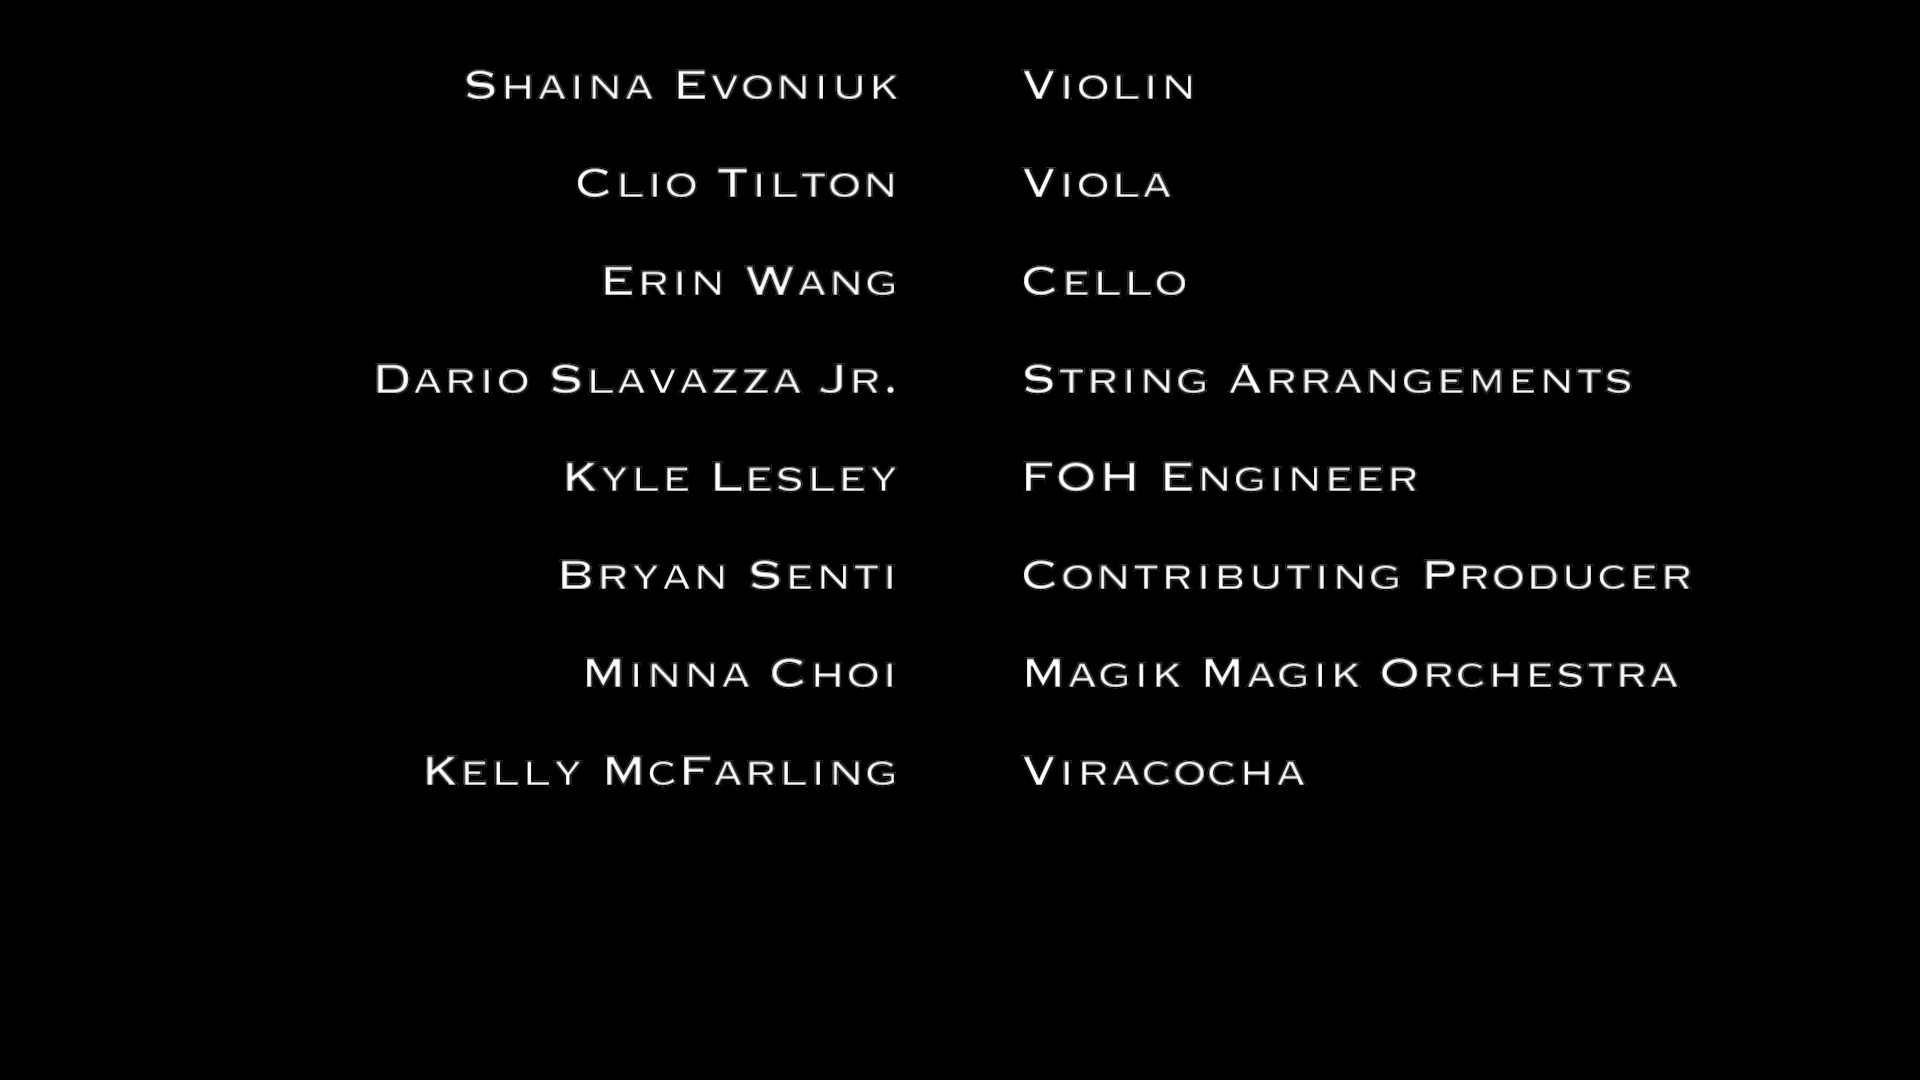 Shaina Evoniuk Violin
Clio Tilton Viola
Erin Wang Cello
Dario Slavazza Jr. String Arrangements
Kyle Lesley FOH Engineer
Bryan Senti Contributing Producer
Minna Choi Magik Magik Orchestra
Kelly McFarling Viracocha